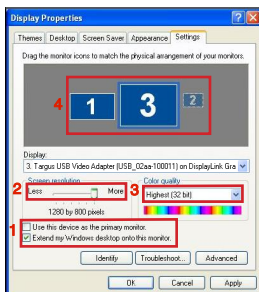 Display Properties
Themes Desktop Screen Saver Appearance Settings
Drag the monitor icons to match the physical arrangement of your monitors.
4
1 3 2
Display:
3. Targus USB Video Adapter (USB_02aa-100011) on DisplayLink Gra
Screen resolution
Color quality
2
Less More
3
Highest (32 bit)
1280 by 800 pixels
1
Use this device as the primary monitor.
Extend my Windows desktop onto this monitor.
Identify Troubleshoot... Advanced
OK Cancel Apply